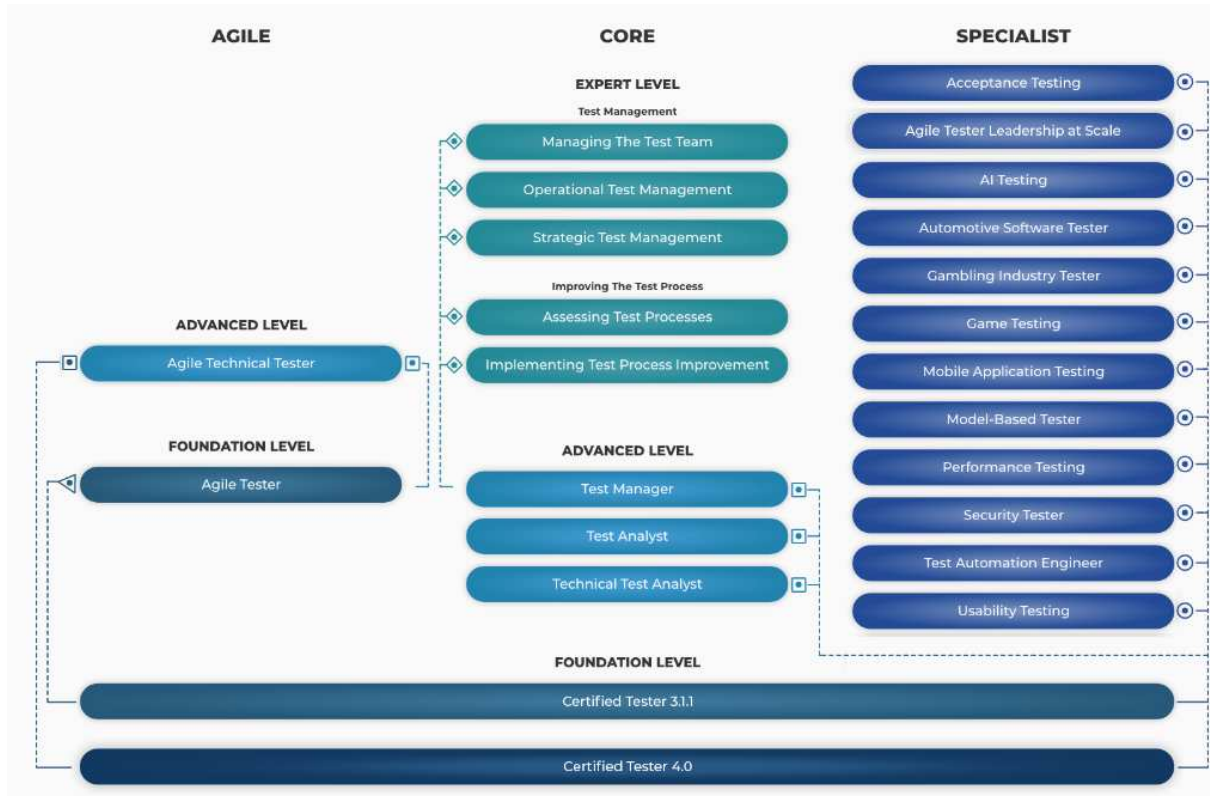 AGILE
CORE
SPECIALIST
EXPERT LEVEL
Test Management
Managing The Test Team
Operational Test Management
Strategic Test Management
Improving The Test Process
Assessing Test Processes
Implementing Test Process Improvement
ADVANCED LEVEL
Agile Technical Tester
FOUNDATION LEVEL
Agile Tester
ADVANCED LEVEL
Test Manager
Test Analyst
Technical Test Analyst
Acceptance Testing
Agile Tester Leadership at Scale
AI Testing
Automotive Software Tester
Gambling Industry Tester
Game Testing
Mobile Application Testing
Model-Based Tester
Performance Testing
Security Tester
Test Automation Engineer
Usability Testing
FOUNDATION LEVEL
Certified Tester 3.1.1
Certified Tester 4.0